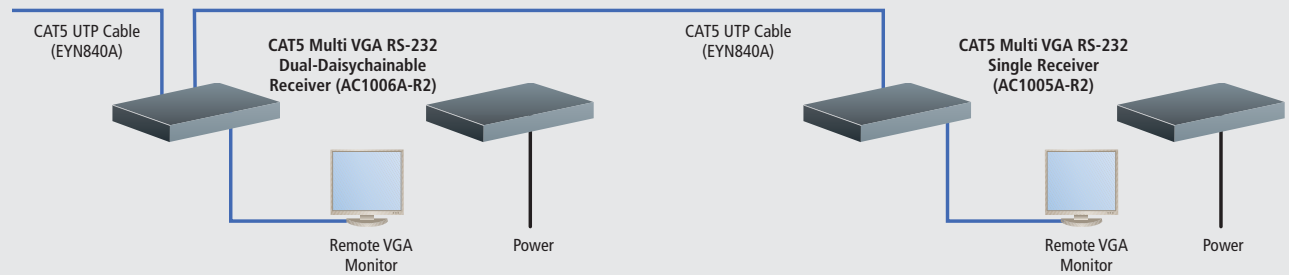 CAT5 UTP Cable
(EYN840A)
CAT5 Multi VGA RS-232
Dual-Daisychainable
Receiver (AC1006A-R2)
Remote VGA
Monitor
Power
CAT5 UTP Cable
(EYN840A)
CAT5 Multi VGA RS-232
Single Receiver
(AC1005A-R2)
Remote VGA
Monitor
Power